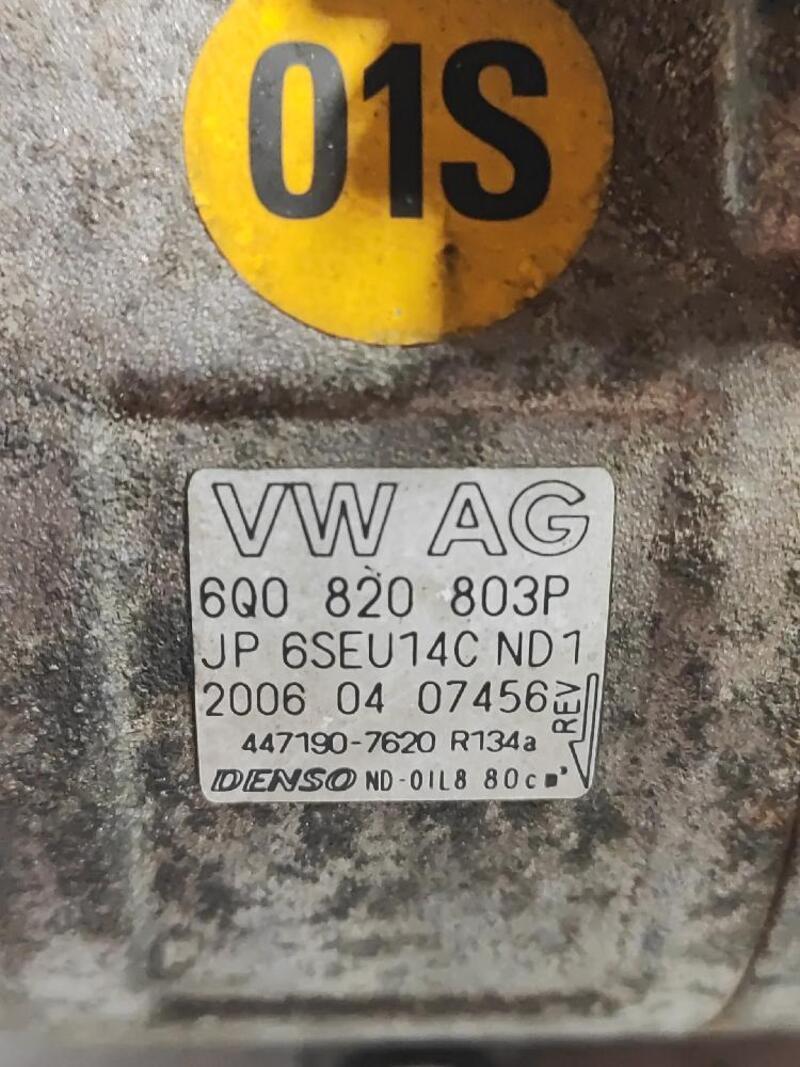 01S
VW AG
6Q0 820 803P
JP 6SEU14C ND1
2006 04 07456
REV
447190-7620 R134a
DENSO ND-OIL8 80cm³